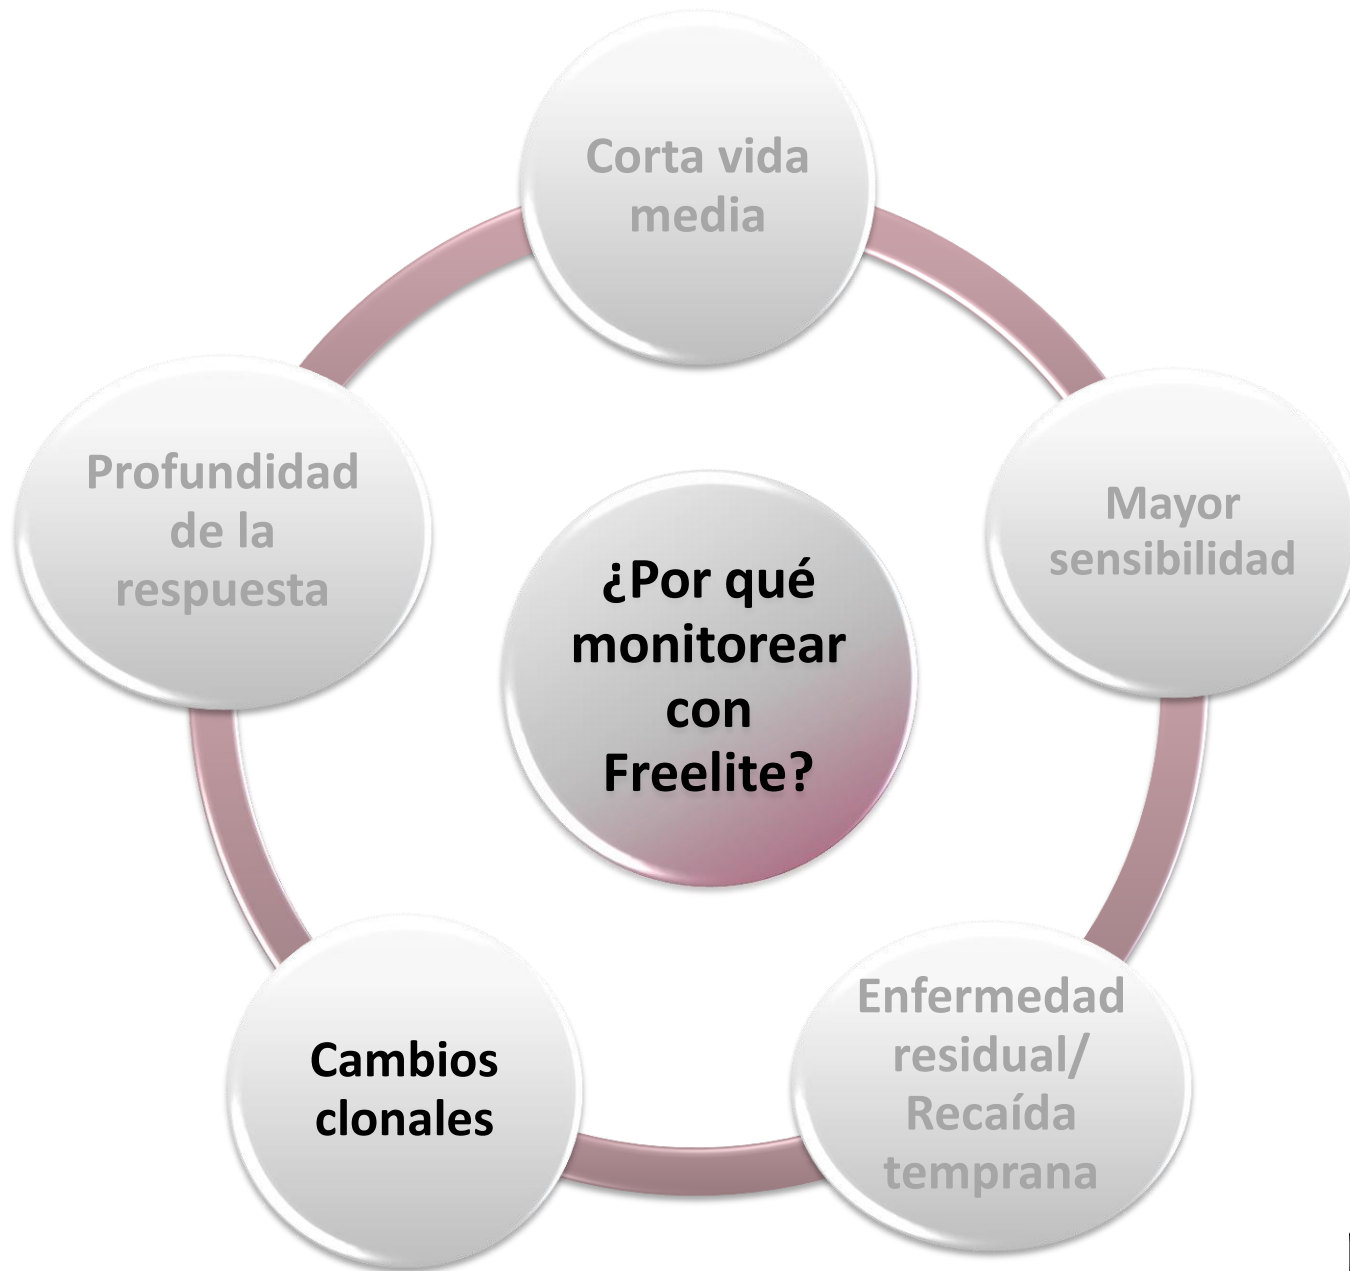 Corta vida
media
Profundidad
de la
respuesta
Mayor
sensibilidad
¿Por qué
monitorear
con
Freelite?
Cambios
clonales
Enfermedad
residual/
Recaída
temprana